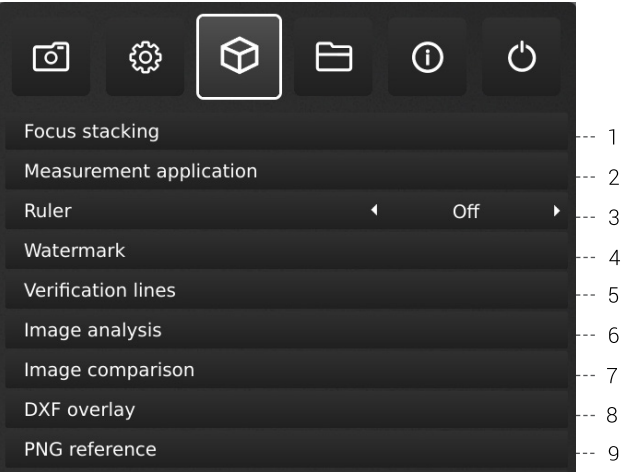 Focus stacking 1
Measurement application 2
Ruler Off 3
Watermark 4
Verification lines 5
Image analysis 6
Image comparison 7
DXF overlay 8
PNG reference 9